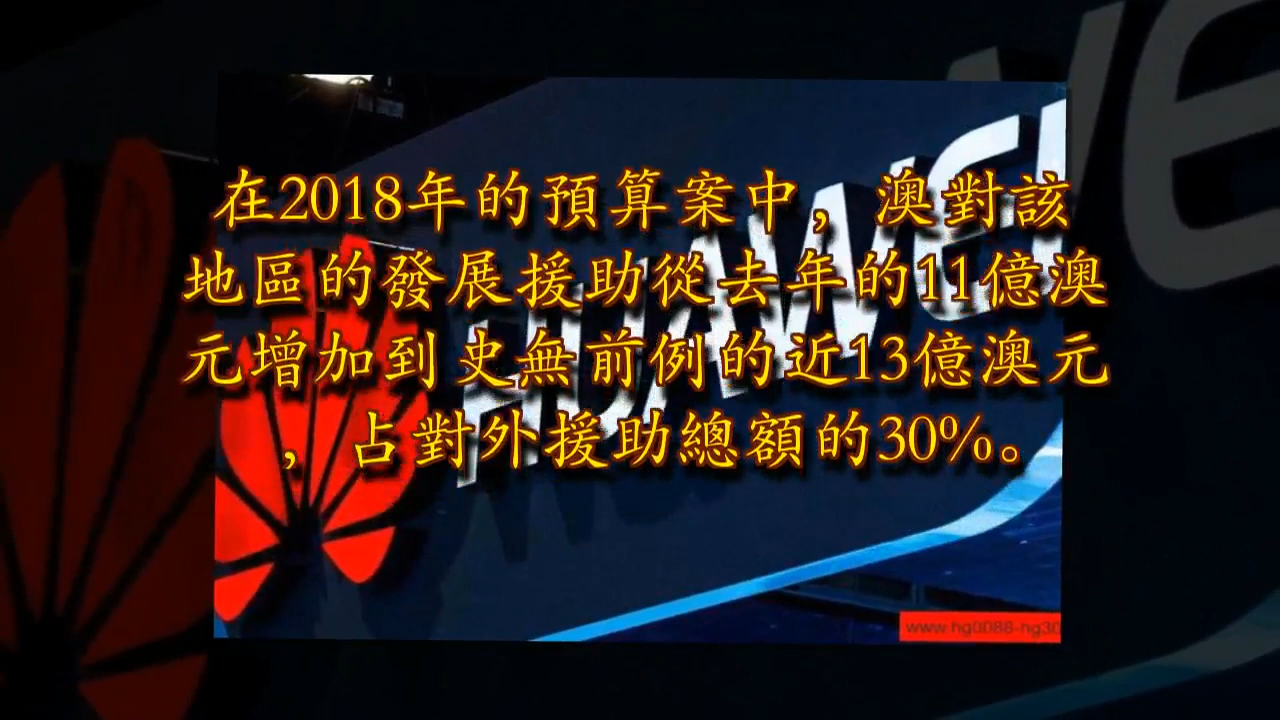 在2018年的預算案中，澳對該
地區的發展援助從去年的11億澳
元增加到史無前例的近13億澳元
，占對外援助總額的30%。
HUAWEI
www.hg0088-hg30